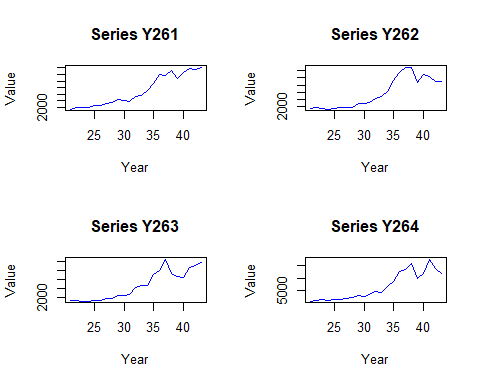 Series Y261
Value
2000
25 30 35 40
Year
Series Y262
Value
2000
25 30 35 40
Year
Series Y263
Value
2000
25 30 35 40
Year
Series Y264
Value
5000
25 30 35 40
Year